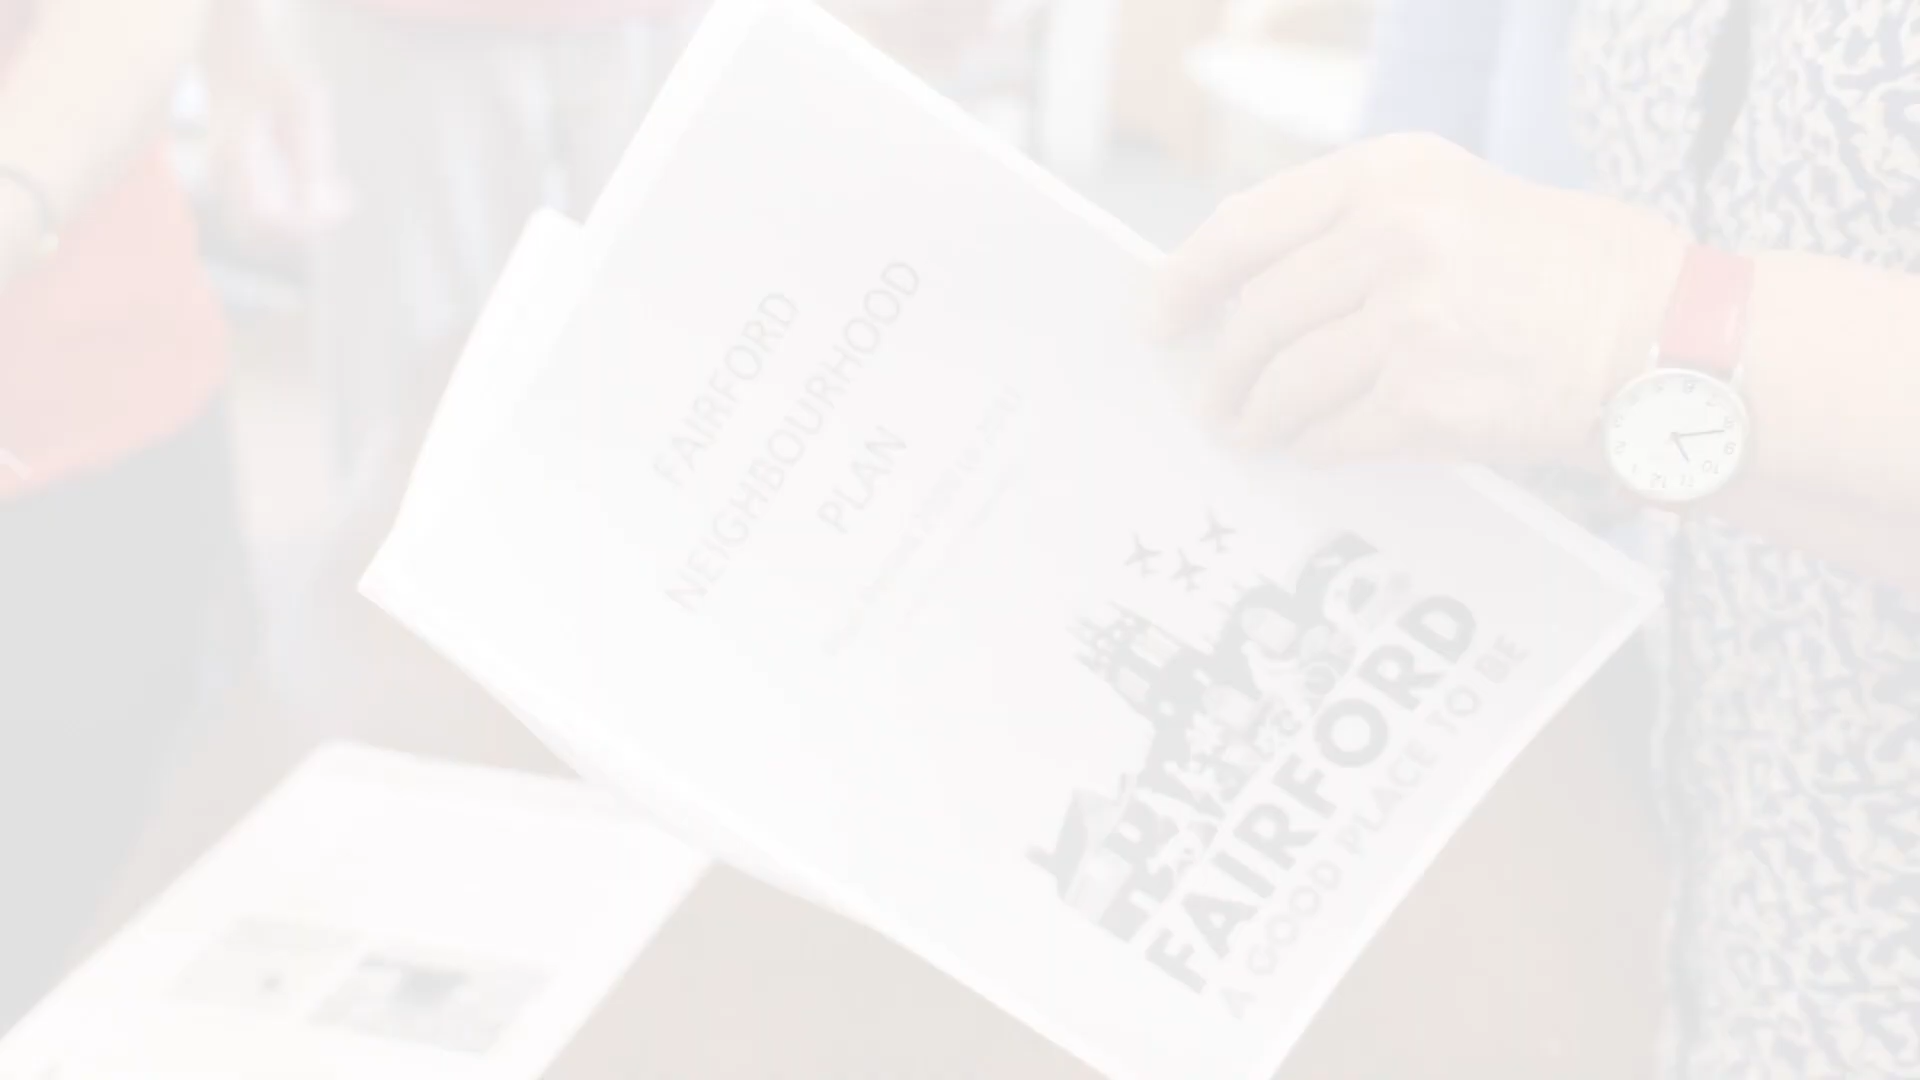 FAIRFORD
NEIGHBOURHOOD
PLAN
FAIRFORD
A GOOD PLACE TO BE